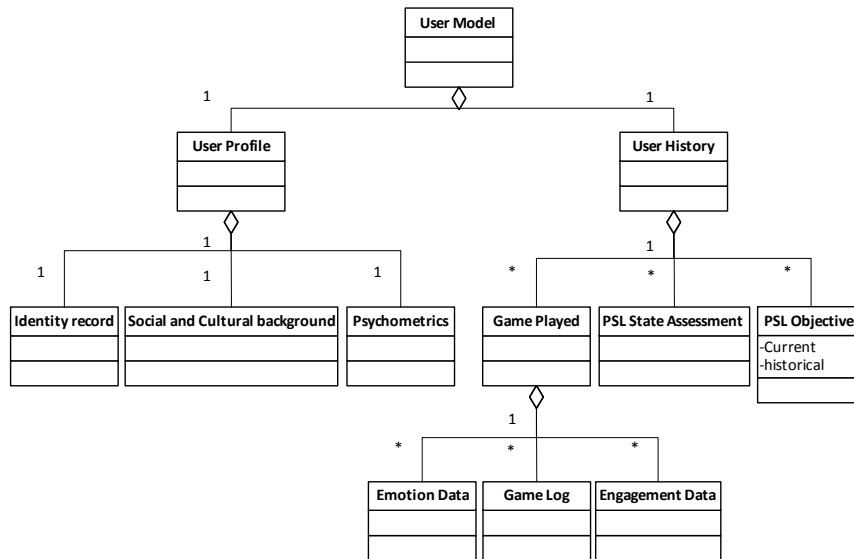 User Model
1
1
User Profile
User History
1
1
1
1
1
*
*
*
Identity record
Social and Cultural background
Psychometrics
Game Played
PSL State Assessment
PSL Objective
-Current
-historical
1
*
*
*
Emotion Data
Game Log
Engagement Data